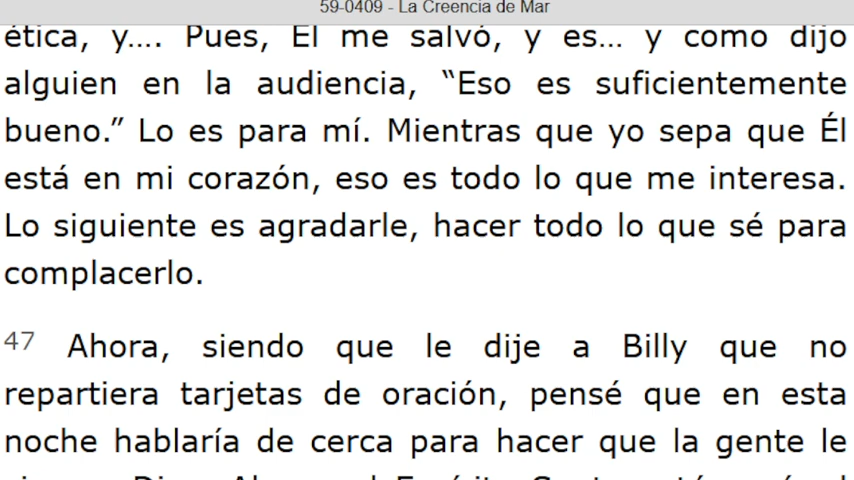 59-0409 - La Creencia de Mar
ética, y…. Pues, Él me salvó, y es… y como dijo
alguien en la audiencia, “Eso es suficientemente
bueno.” Lo es para mí. Mientras que yo sepa que Él
está en mi corazón, eso es todo lo que me interesa.
Lo siguiente es agradarle, hacer todo lo que sé para
complacerlo.
47 Ahora, siendo que le dije a Billy que no
repartiera tarjetas de oración, pensé que en esta
noche hablaría de cerca para hacer que la gente le